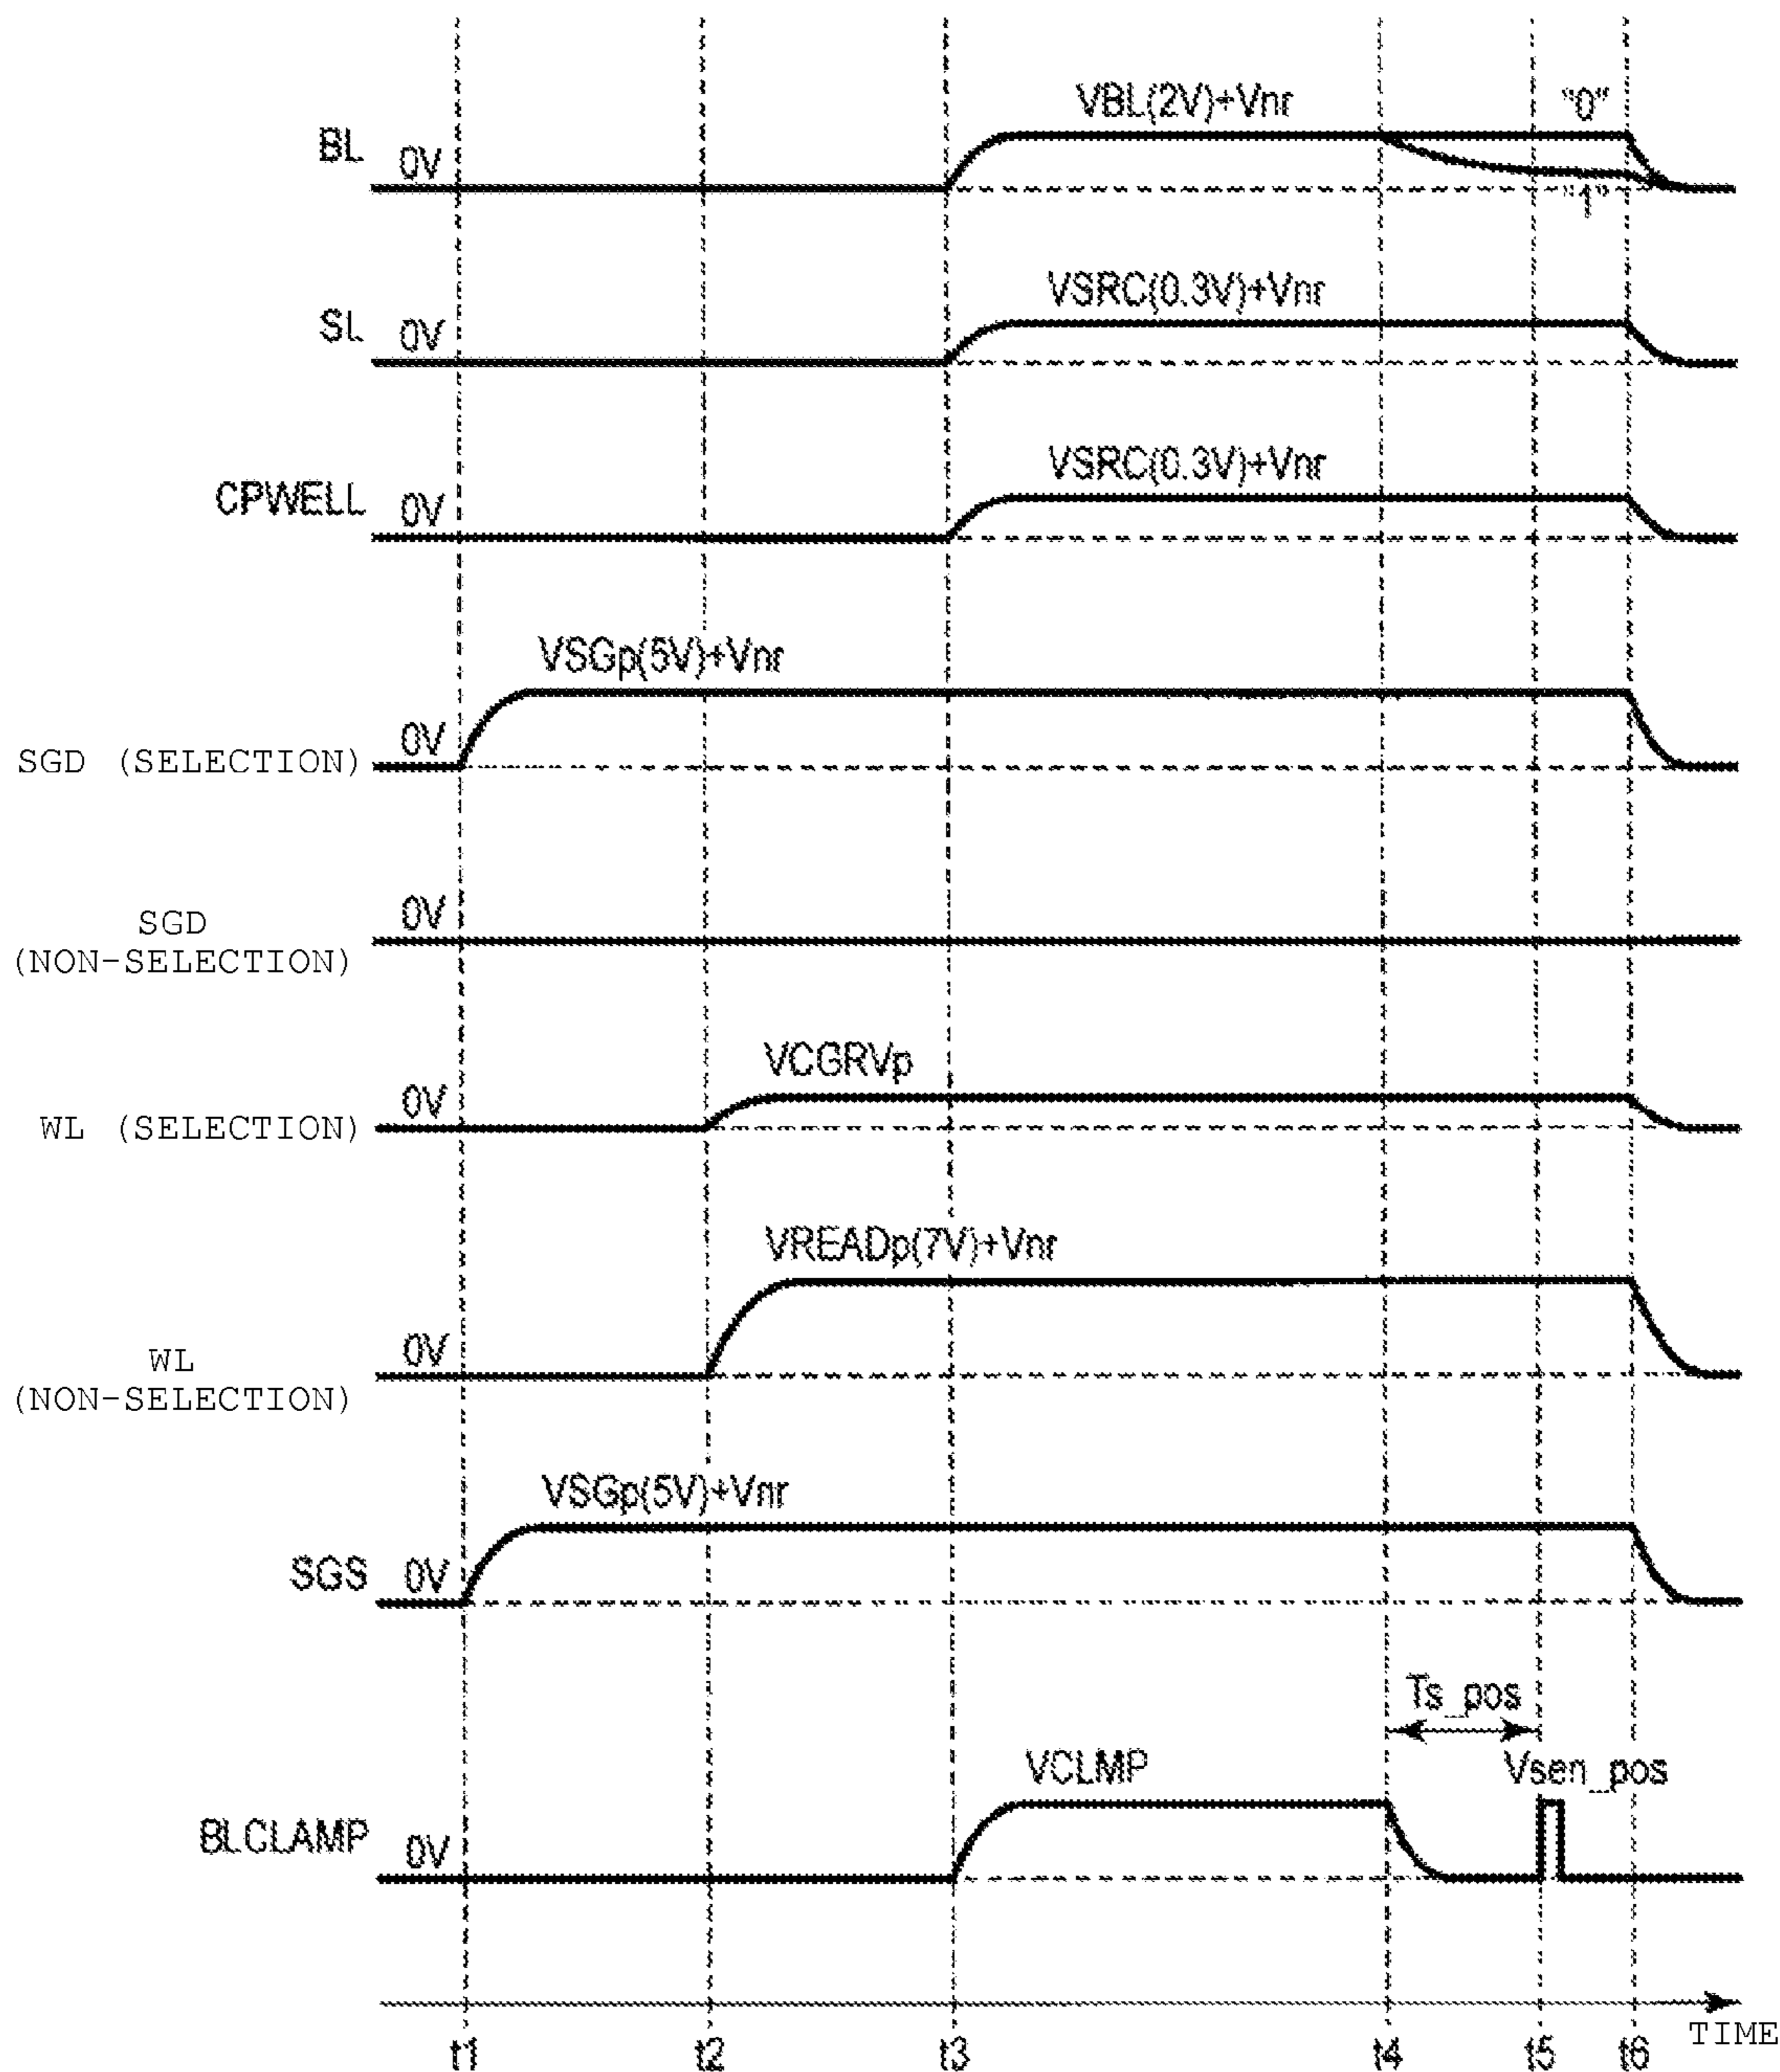 VBL(2V)+Vnr "0"
BL 0V
"1"
VSRC(0.3V)+Vnr
SL 0V
VSRC(0.3V)+Vnr
CPWELL 0V
VSGp(5V)+Vnr
0V
SGD (SELECTION)
0V
SGD
(NON-SELECTION)
VCGRVp
0V
WL (SELECTION)
VREADp(7V)+Vnr
0V
WL
(NON-SELECTION)
VSGp(5V)+Vnr
SGS 0V
Ts_pos
VCLMP Vsen_pos
BLCLAMP 0V
TIME
t1 t2 t3 t4 t5 t6